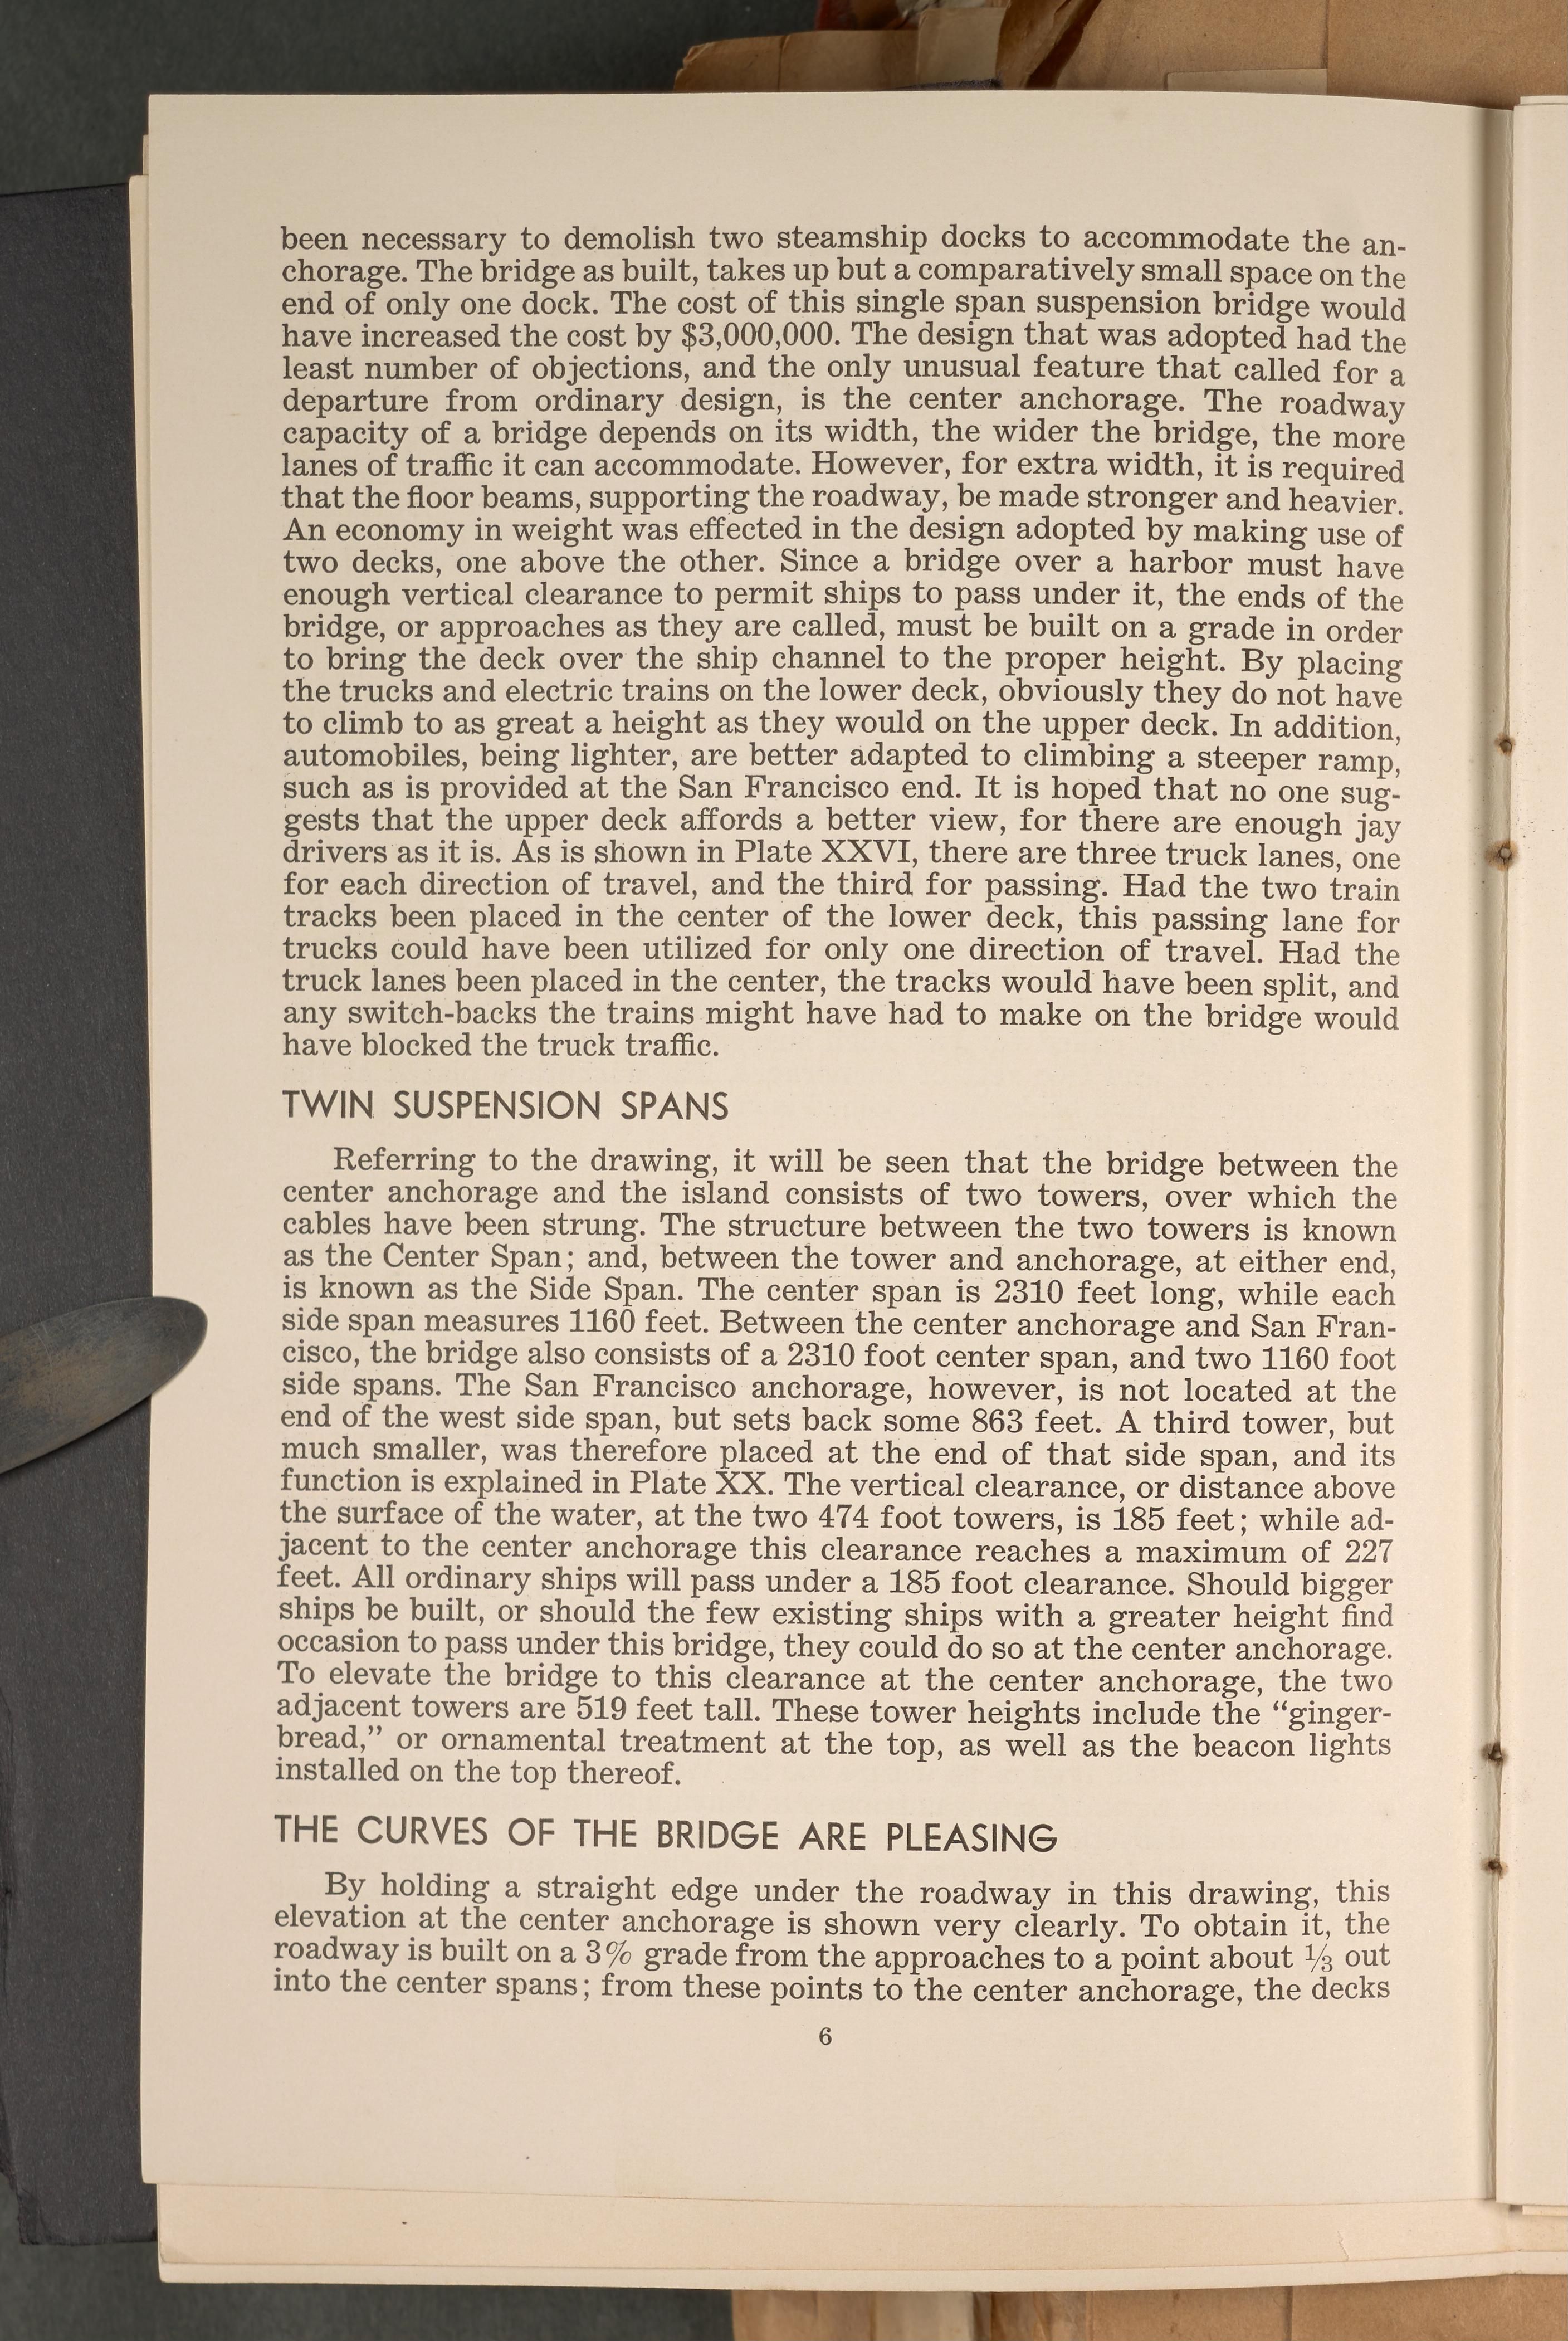 been necessary to demolish two steamship docks to accommodate the an-
chorage. The bridge as built, takes up but a comparatively small space on the
end of only one dock. The cost of this single span suspension bridge would
have increased the cost by $3,000,000. The design that was adopted had the
least number of objections, and the only unusual feature that called for a
departure from ordinary design, is the center anchorage. The roadway
capacity of a bridge depends on its width, the wider the bridge, the more
lanes of traffic it can accommodate. However, for extra width, it is required
that the floor beams, supporting the roadway, be made stronger and heavier.
An economy in weight was effected in the design adopted by making use of
two decks, one above the other. Since a bridge over a harbor must have
enough vertical clearance to permit ships to pass under it, the ends of the
bridge, or approaches as they are called, must be built on a grade in order
to bring the deck over the ship channel to the proper height. By placing
the trucks and electric trains on the lower deck, obviously they do not have
to climb to as great a height as they would on the upper deck. In addition,
automobiles, being lighter, are better adapted to climbing a steeper ramp,
such as is provided at the San Francisco end. It is hoped that no one sug-
gests that the upper deck affords a better view, for there are enough jay
drivers as it is. As is shown in Plate XXVI, there are three truck lanes, one
for each direction of travel, and the third for passing. Had the two train
tracks been placed in the center of the lower deck, this passing lane for
trucks could have been utilized for only one direction of travel. Had the
truck lanes been placed in the center, the tracks would have been split, and
any switch-backs the trains might have had to make on the bridge would
have blocked the truck traffic.
TWIN SUSPENSION SPANS
Referring to the drawing, it will be seen that the bridge between the
center anchorage and the island consists of two towers, over which the
cables have been strung. The structure between the two towers is known
as the Center Span; and, between the tower and anchorage, at either end,
is known as the Side Span. The center span is 2310 feet long, while each
side span measures 1160 feet. Between the center anchorage and San Fran-
cisco, the bridge also consists of a 2310 foot center span, and two 1160 foot
side spans. The San Francisco anchorage, however, is not located at the
end of the west side span, but sets back some 863 feet. A third tower, but
much smaller, was therefore placed at the end of that side span, and its
function is explained in Plate XX. The vertical clearance, or distance above
the surface of the water, at the two 474 foot towers, is 185 feet; while ad-
jacent to the center anchorage this clearance reaches a maximum of 227
feet. All ordinary ships will pass under a 185 foot clearance. Should bigger
ships be built, or should the few existing ships with a greater height find
occasion to pass under this bridge, they could do so at the center anchorage.
To elevate the bridge to this clearance at the center anchorage, the two
adjacent towers are 519 feet tall. These tower heights include the “ginger-
bread,” or ornamental treatment at the top, as well as the beacon lights
installed on the top thereof.
THE CURVES OF THE BRIDGE ARE PLEASING
By holding a straight edge under the roadway in this drawing, this
elevation at the center anchorage is shown very clearly. To obtain it, the
roadway is built on a 3% grade from the approaches to a point about ⅓ out
into the center spans; from these points to the center anchorage, the decks
6